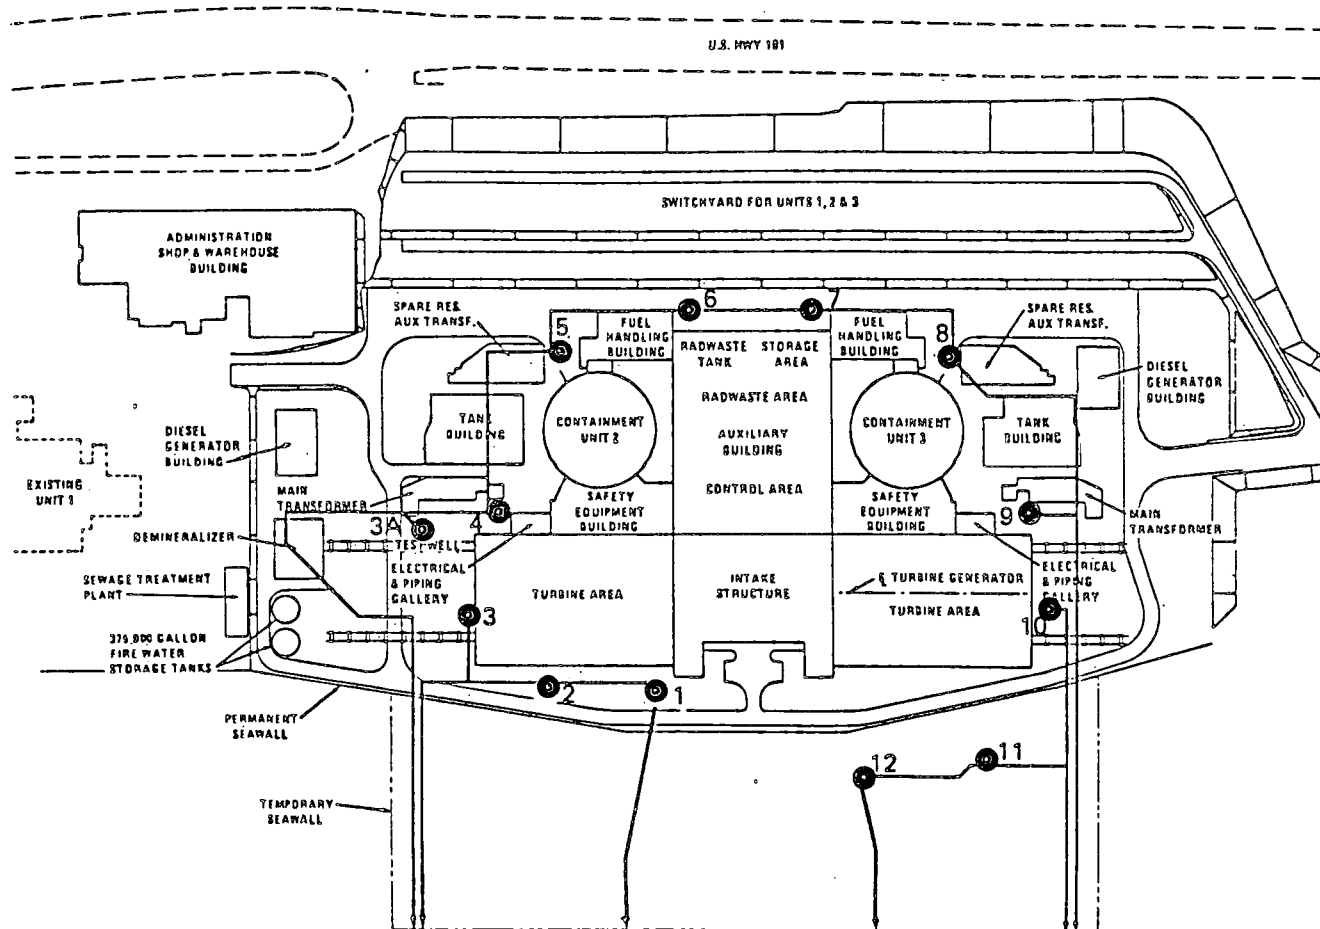 U.S. HWY 101
SWITCHYARD FOR UNITS 1, 2 & 3
ADMINISTRATION
SHOP & WAREHOUSE
BUILDING
SPARE RES.
AUX TRANSF.
5
6
7
8
FUEL
HANDLING
BUILDING
RADWASTE STORAGE
TANK AREA
FUEL
HANDLING
BUILDING
SPARE RES.
AUX TRANSF.
DIESEL
GENERATOR
BUILDING
RADWASTE AREA
TANK
BUILDING
CONTAINMENT
UNIT 2
AUXILIARY
BUILDING
CONTAINMENT
UNIT 3
TANK
BUILDING
DIESEL
GENERATOR
BUILDING
EXISTING
UNIT 1
MAIN
TRANSFORMER
CONTROL AREA
SAFETY
EQUIPMENT
BUILDING
SAFETY
EQUIPMENT
BUILDING
MAIN
TRANSFORMER
3A
4
9
DEMINERALIZER
TEST WELL
ELECTRICAL
& PIPING
GALLERY
ELECTRICAL
& PIPING
GALLERY
SEWAGE TREATMENT
PLANT
TURBINE AREA
INTAKE
STRUCTURE
℄ TURBINE GENERATOR
TURBINE AREA
3
10
375,000 GALLON
FIRE WATER
STORAGE TANKS
2
1
PERMANENT
SEAWALL
12
11
TEMPORARY
SEAWALL